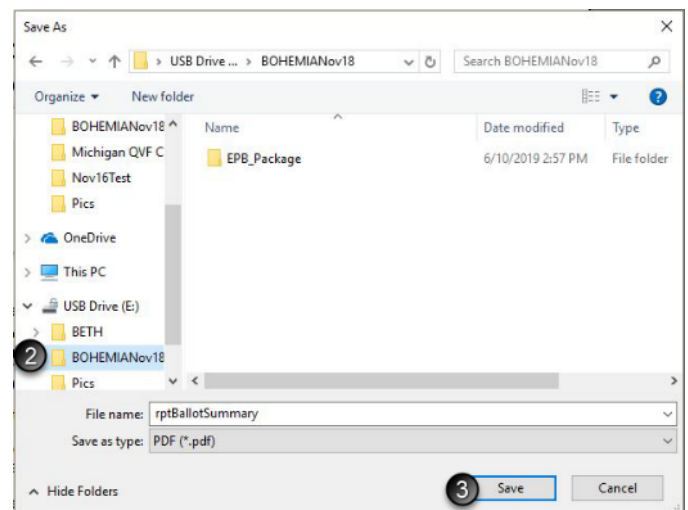 Save As
USB Drive ... > BOHEMIANov18
Search BOHEMIANov18
Organize
New folder
?
BOHEMIANov18
Name
Date modified
Type
Michigan QVF C
EPB_Package
6/10/2019 2:57 PM
File folder
Nov16Test
Pics
OneDrive
This PC
USB Drive (E:)
BETH
2
BOHEMIANov18
Pics
File name: rptBallotSummary
Save as type: PDF (*.pdf)
Hide Folders
3
Save
Cancel